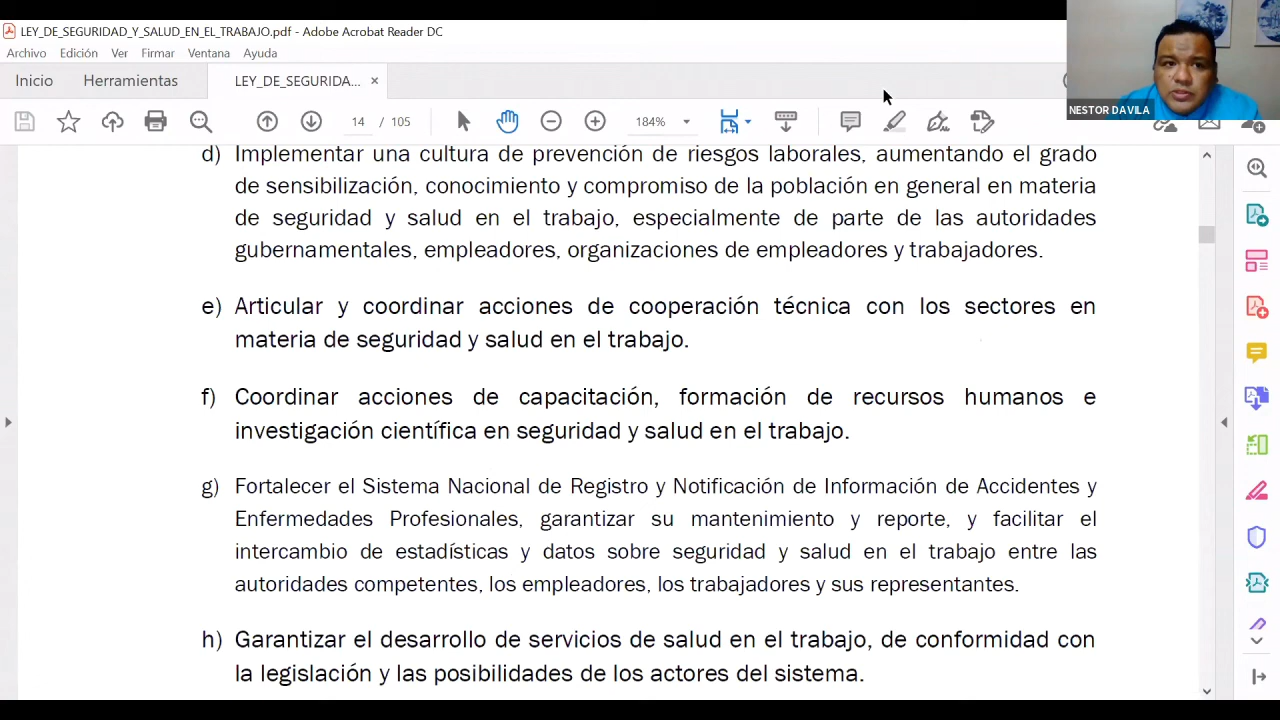 LEY_DE_SEGURIDAD_Y_SALUD_EN_EL_TRABAJO.pdf - Adobe Acrobat Reader DC
Archivo Edición Ver Firmar Ventana Ayuda
Inicio Herramientas LEY_DE_SEGURIDA... ×
14 / 105 184%
NESTOR DAVILA
d) Implementar una cultura de prevención de riesgos laborales, aumentando el grado
de sensibilización, conocimiento y compromiso de la población en general en materia
de seguridad y salud en el trabajo, especialmente de parte de las autoridades
gubernamentales, empleadores, organizaciones de empleadores y trabajadores.
e) Articular y coordinar acciones de cooperación técnica con los sectores en
materia de seguridad y salud en el trabajo.
f) Coordinar acciones de capacitación, formación de recursos humanos e
investigación científica en seguridad y salud en el trabajo.
g) Fortalecer el Sistema Nacional de Registro y Notificación de Información de Accidentes y
Enfermedades Profesionales, garantizar su mantenimiento y reporte, y facilitar el
intercambio de estadísticas y datos sobre seguridad y salud en el trabajo entre las
autoridades competentes, los empleadores, los trabajadores y sus representantes.
h) Garantizar el desarrollo de servicios de salud en el trabajo, de conformidad con
la legislación y las posibilidades de los actores del sistema.